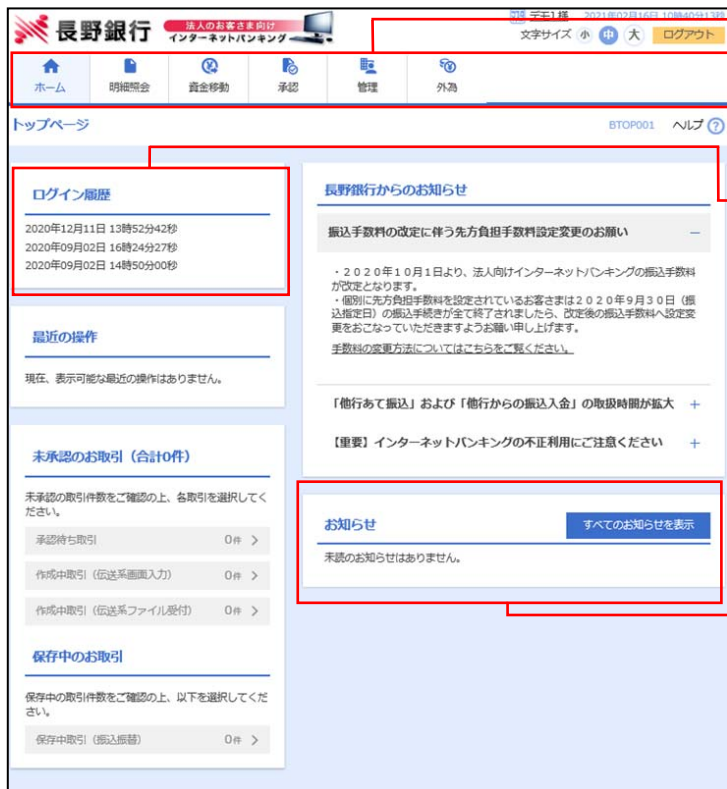 長野銀行
法人のお客さま向け
インターネットバンキング
デモ1様 2021年02月16日 10時40分13秒
文字サイズ 小 中 大 ログアウト
ホーム 明細照会 資金移動 承認 管理 外為
トップページ
BTOP001 ヘルプ ?
ログイン履歴
2020年12月11日 13時52分42秒
2020年09月02日 16時24分27秒
2020年09月02日 14時50分00秒
最近の操作
現在、表示可能な最近の操作はありません。
未承認のお取引（合計0件）
未承認の取引件数をご確認の上、各取引を選択してく
ださい。
承認待ち取引 0件 >
作成中取引（伝送系画面入力） 0件 >
作成中取引（伝送系ファイル受付） 0件 >
保存中のお取引
保存中の取引件数をご確認の上、以下を選択してくだ
さい。
保存中取引（振込振替） 0件 >
長野銀行からのお知らせ
振込手数料の改定に伴う先方負担手数料設定変更のお願い －
・２０２０年１０月１日より、法人向けインターネットバンキングの振込手数料
が改定となります。
・個別に先方負担手数料を設定されているお客さまは２０２０年９月３０日（振
込指定日）の振込手続きが全て終了されましたら、改定後の振込手数料へ設定変
更をおこなっていただきますようお願い申し上げます。
手数料の変更方法についてはこちらをご覧ください。
「他行あて振込」および「他行からの振込入金」の取扱時間が拡大 ＋
【重要】インターネットバンキングの不正利用にご注意ください ＋
お知らせ すべてのお知らせを表示
未読のお知らせはありません。